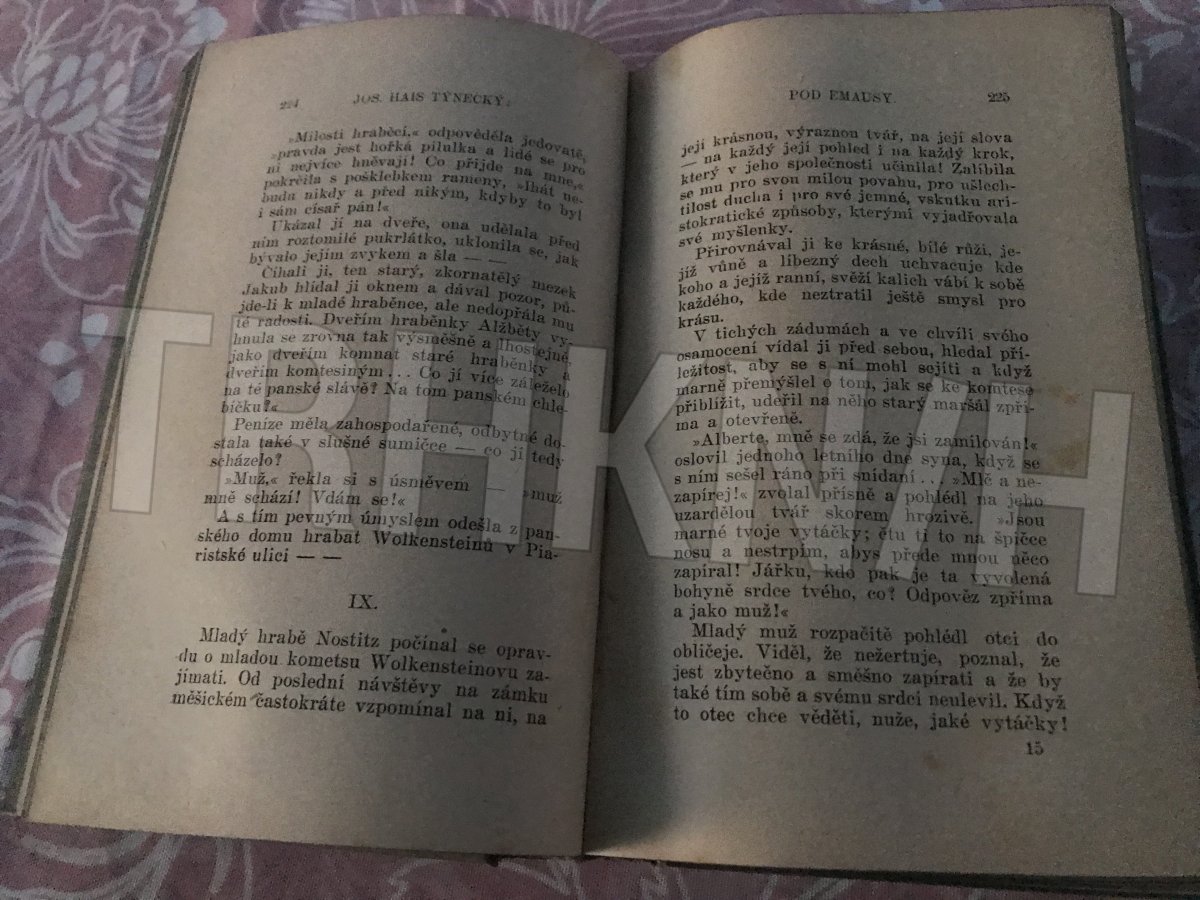 224 JOS. HAIS TÝNECKÝ:
»Milosti hraběcí,« odpověděla jedovatě,
»pravda jest hořká pilulka a lidé se pro
ni nejvíce hněvají! Co přijde na mne,«
pokrčila s pošklebkem rameny, »lhát ne-
budu nikdy a před nikým, kdyby to byl
i sám císař pán!«
Ukázal jí na dveře, ona udělala před
ním roztomilé pukrlátko, uklonila se, jak
bývalo jejím zvykem a šla — —
Číhali jí, ten starý, zkornatělý mezek
Jakub hlídal ji oknem a dával pozor, pů-
jde-li k mladé hraběnce, ale nedopřála mu
té radosti. Dveřím hraběnky Alžběty vy-
hnula se zrovna tak výsměšně a lhostejně
jako dveřím komnat staré hraběnky a
dveřím komtesiným... Co jí více záleželo
na té panské slávě? Na tom panském chle-
bíčku?«
Peníze měla zahospodařené, odbytné do-
stala také v slušné sumičce — co jí tedy
scházelo?
»Muž,« řekla si s úsměvem — »muž
mně schází! Vdám se!«
A s tím pevným úmyslem odešla z pan-
ského domu hrabat Wolkensteinů v Pia-
ristské ulici — —
IX.
Mladý hrabě Nostitz počínal se oprav-
du o mladou kometsu Wolkensteinovu za-
jímati. Od poslední návštěvy na zámku
měšickém častokráte vzpomínal na ni, na
POD EMAUSY. 225
její krásnou, výraznou tvář, na její slova
— na každý její pohled i na každý krok,
který v jeho společnosti učinila! Zalíbila
se mu pro svou milou povahu, pro ušlech-
tilost ducha i pro své jemné, vskutku ari-
stokratické způsoby, kterými vyjadřovala
své myšlenky.
Přirovnával ji ke krásné, bílé růži, je-
jíž vůně a líbezný dech uchvacuje kde
koho a jejíž ranní, svěží kalich vábí k sobě
každého, kde neztratil ještě smysl pro
krásu.
V tichých zádumách a ve chvíli svého
osamocení vídal ji před sebou, hledal pří-
ležitost, aby se s ní mohl sejíti a když
marně přemýšlel o tom, jak se ke komtese
přiblížit, udeřil na něho starý maršál zpří-
ma a otevřeně.
»Alberte, mně se zdá, že jsi zamilován!«
oslovil jednoho letního dne syna, když se
s ním sešel ráno při snídani... »Mlč a ne-
zapírej!« zvolal přísně a pohlédl na jeho
uzardělou tvář skorem hrozivě. »Jsou
marné tvoje vytáčky; čtu ti to na špičce
nosu a nestrpím, abys přede mnou něco
zapíral! Járku, kdo pak je ta vyvolená
bohyně srdce tvého, co? Odpověz zpříma
a jako muž!«
Mladý muž rozpačitě pohlédl otci do
obličeje. Viděl, že nežertuje, poznal, že
jest zbytečno a směšno zapírati a že by
také tím sobě a svému srdci neulevil. Když
to otec chce věděti, nuže, jaké vytáčky!
15